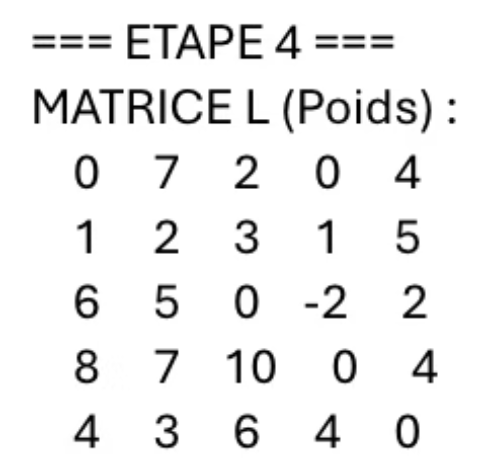 === ETAPE 4 ===
MATRICE L (Poids) :
0 7 2 0 4
1 2 3 1 5
6 5 0 -2 2
8 7 10 0 4
4 3 6 4 0